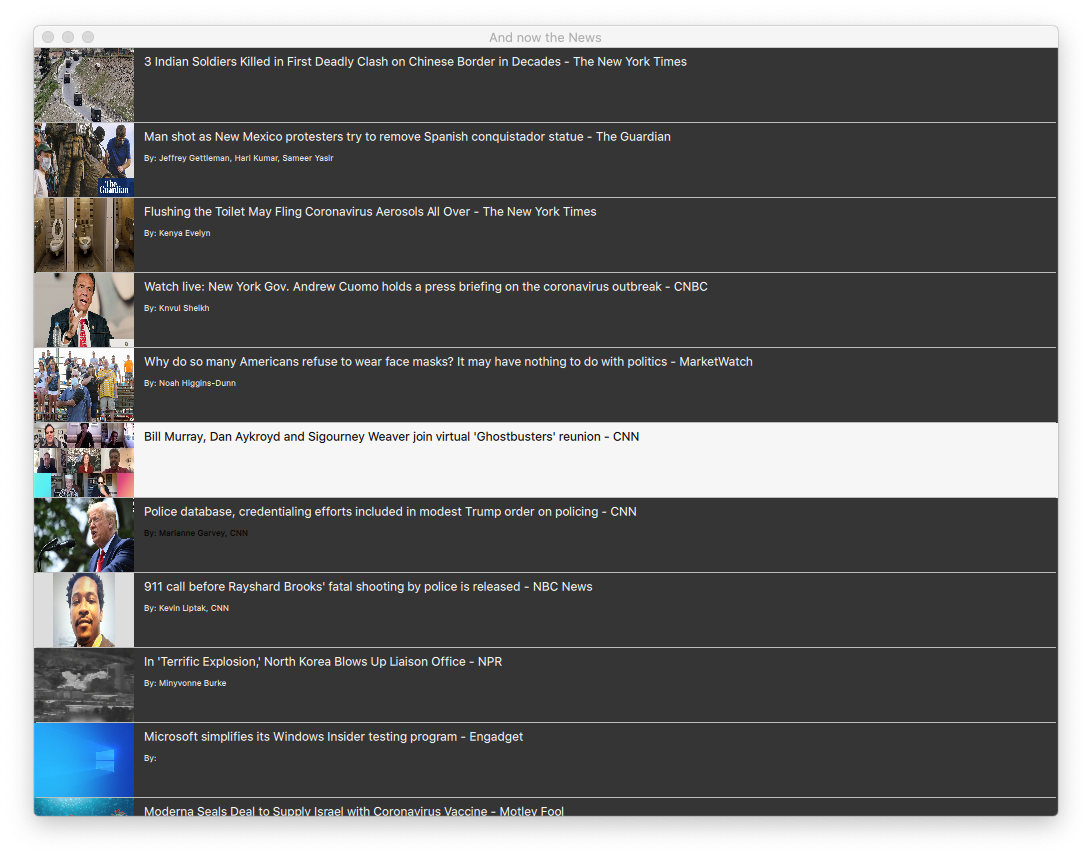 And now the News
3 Indian Soldiers Killed in First Deadly Clash on Chinese Border in Decades - The New York Times
Man shot as New Mexico protesters try to remove Spanish conquistador statue - The Guardian
By: Jeffrey Gettleman, Hari Kumar, Sameer Yasir
The
Guardian
Flushing the Toilet May Fling Coronavirus Aerosols All Over - The New York Times
By: Kenya Evelyn
Watch live: New York Gov. Andrew Cuomo holds a press briefing on the coronavirus outbreak - CNBC
By: Knvul Sheikh
Why do so many Americans refuse to wear face masks? It may have nothing to do with politics - MarketWatch
By: Noah Higgins-Dunn
Bill Murray, Dan Aykroyd and Sigourney Weaver join virtual 'Ghostbusters' reunion - CNN
Police database, credentialing efforts included in modest Trump order on policing - CNN
By: Marianne Garvey, CNN
911 call before Rayshard Brooks' fatal shooting by police is released - NBC News
By: Kevin Liptak, CNN
In 'Terrific Explosion,' North Korea Blows Up Liaison Office - NPR
By: Minyvonne Burke
Microsoft simplifies its Windows Insider testing program - Engadget
By:
Moderna Seals Deal to Supply Israel with Coronavirus Vaccine - Motley Fool